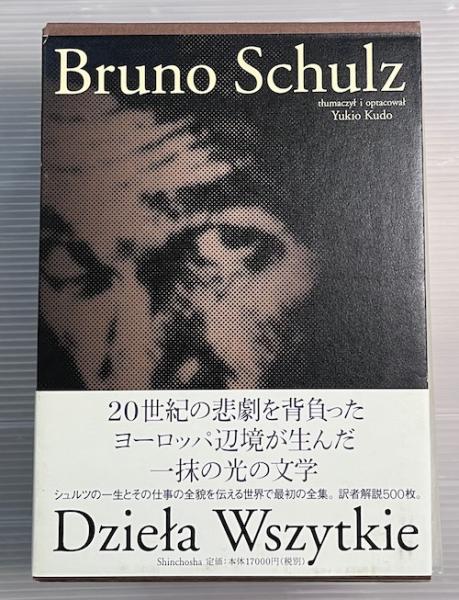 Bruno Schulz
tłumaczył i opracował
Yukio Kudo
20世紀の悲劇を背負った
ヨーロッパ辺境が生んだ
一抹の光の文学
シュルツの一生とその仕事の全貌を伝える世界で最初の全集。訳者解説500枚。
Dzieła Wszytkie
Shinchosha 定価：本体17000円（税別）